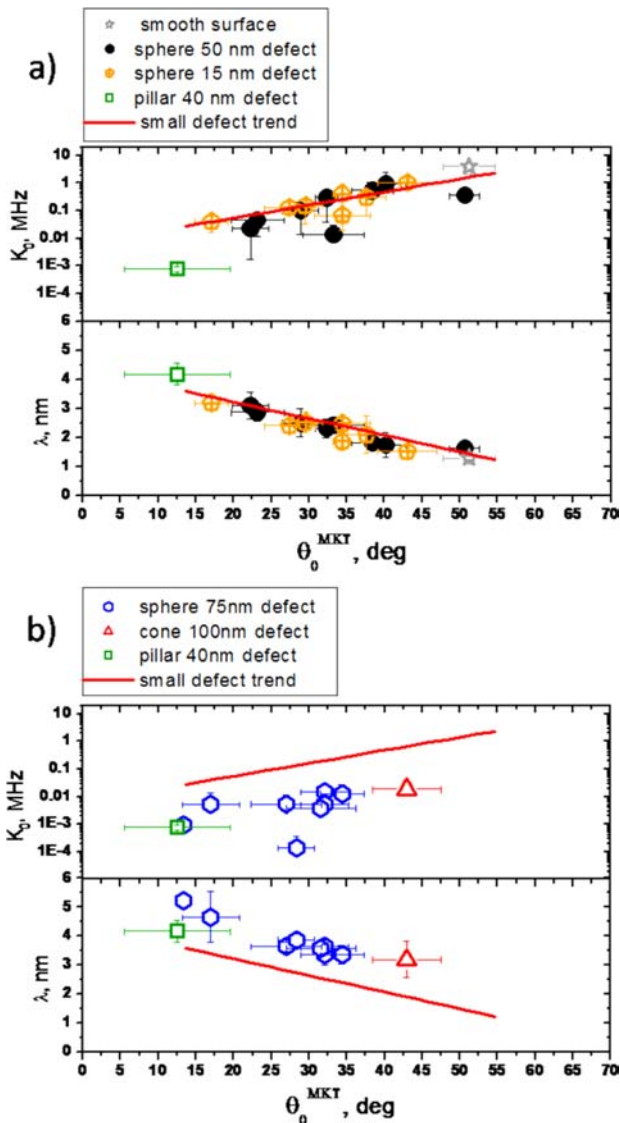 a)
smooth surface
sphere 50 nm defect
sphere 15 nm defect
pillar 40 nm defect
small defect trend
10
1
0.1
0.01
1E-3
1E-4
K₀, MHz
6
5
4
3
2
1
0
λ, nm
0 5 10 15 20 25 30 35 40 45 50 55 60 65 70
θ₀ᴹᴷᵀ, deg
b)
sphere 75nm defect
cone 100nm defect
pillar 40nm defect
small defect trend
10
1
0.1
0.01
1E-3
1E-4
K₀, MHz
6
5
4
3
2
1
0
λ, nm
0 5 10 15 20 25 30 35 40 45 50 55 60 65 70
θ₀ᴹᴷᵀ, deg